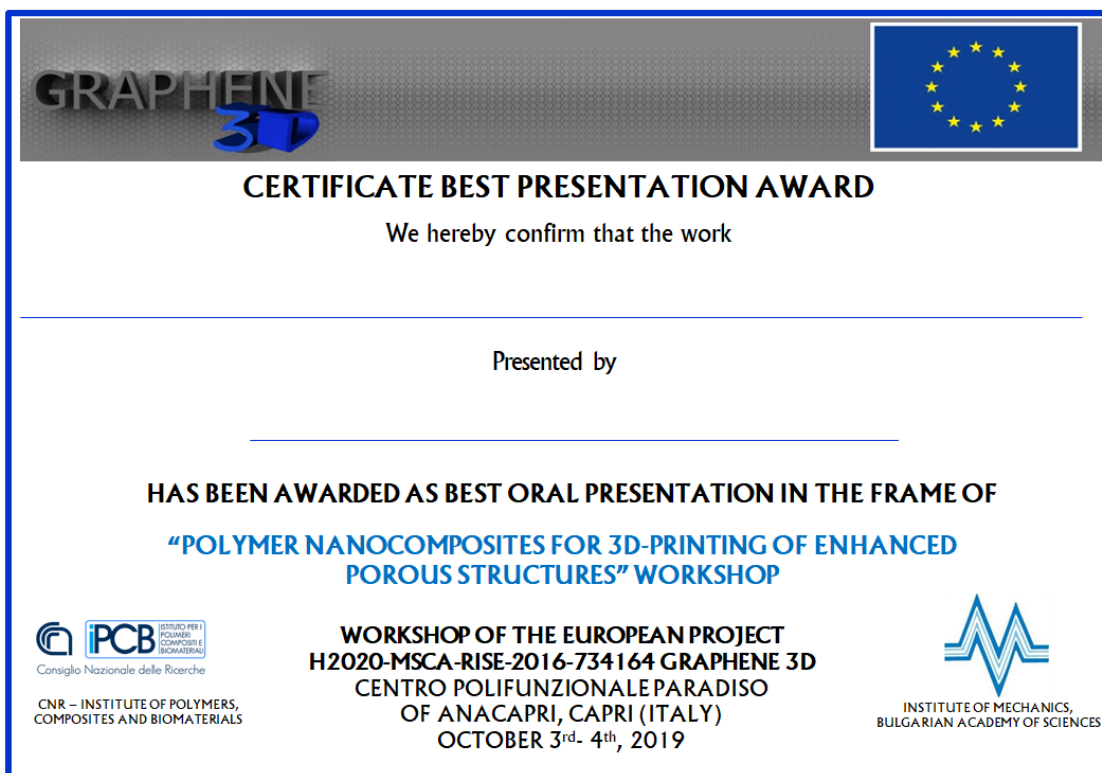 GRAPHENE
3D
CERTIFICATE BEST PRESENTATION AWARD
We hereby confirm that the work
Presented by
HAS BEEN AWARDED AS BEST ORAL PRESENTATION IN THE FRAME OF
“POLYMER NANOCOMPOSITES FOR 3D-PRINTING OF ENHANCED
POROUS STRUCTURES” WORKSHOP
iPCB
ISTITUTO PER I
POLIMERI
COMPOSITI E
BIOMATERIALI
Consiglio Nazionale delle Ricerche
CNR – INSTITUTE OF POLYMERS,
COMPOSITES AND BIOMATERIALS
WORKSHOP OF THE EUROPEAN PROJECT
H2020-MSCA-RISE-2016-734164 GRAPHENE 3D
CENTRO POLIFUNZIONALE PARADISO
OF ANACAPRI, CAPRI (ITALY)
OCTOBER 3rd- 4th, 2019
INSTITUTE OF MECHANICS,
BULGARIAN ACADEMY OF SCIENCES